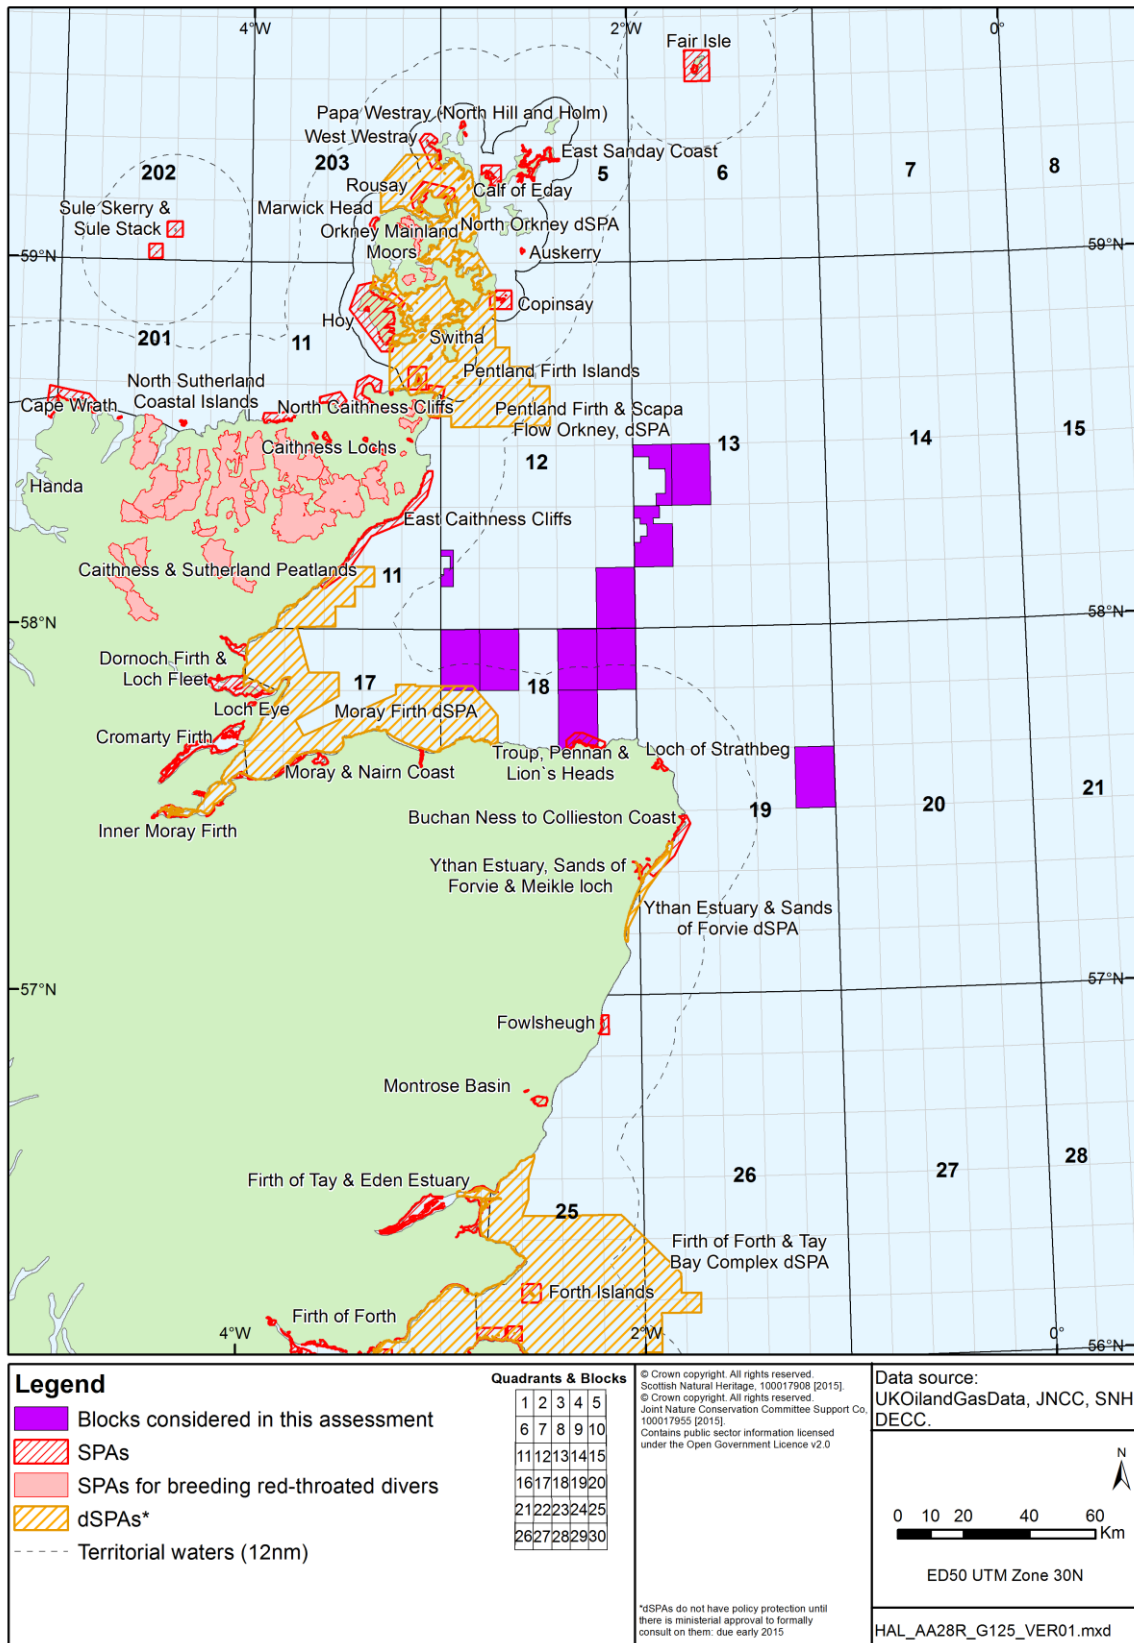 4°W
2°W
0°
Fair Isle
Papa Westray (North Hill and Holm)
West Westray
East Sanday Coast
202
203
5
6
7
8
Rousay
Calf of Eday
Sule Skerry &
Sule Stack
Marwick Head
North Orkney dSPA
Orkney Mainland
Moors
Auskerry
59°N
59°N
Copinsay
Hoy
201
11
Switha
Pentland Firth Islands
North Sutherland
Coastal Islands
Cape Wrath
North Caithness Cliffs
Pentland Firth & Scapa
Flow Orkney, dSPA
13
14
15
Caithness Lochs
12
Handa
East Caithness Cliffs
Caithness & Sutherland Peatlands
11
58°N
58°N
Dornoch Firth &
Loch Fleet
17
18
Loch Eye
Moray Firth dSPA
Cromarty Firth
Troup, Pennan &
Lion`s Heads
Loch of Strathbeg
Moray & Nairn Coast
19
20
21
Inner Moray Firth
Buchan Ness to Collieston Coast
Ythan Estuary, Sands of
Forvie & Meikle loch
Ythan Estuary & Sands
of Forvie dSPA
57°N
57°N
Fowlsheugh
Montrose Basin
26
27
28
Firth of Tay & Eden Estuary
25
Firth of Forth & Tay
Bay Complex dSPA
Forth Islands
Firth of Forth
4°W
2°W
0°
56°N
Legend
Blocks considered in this assessment
SPAs
SPAs for breeding red-throated divers
dSPAs*
Territorial waters (12nm)
Quadrants & Blocks
1 2 3 4 5
6 7 8 9 10
11 12 13 14 15
16 17 18 19 20
21 22 23 24 25
26 27 28 29 30
© Crown copyright. All rights reserved.
Scottish Natural Heritage, 100017908 [2015].
© Crown copyright. All rights reserved.
Joint Nature Conservation Committee Support Co,
100017955 [2015].
Contains public sector information licensed
under the Open Government Licence v2.0
*dSPAs do not have policy protection until
there is ministerial approval to formally
consult on them: due early 2015
Data source:
UKOilandGasData, JNCC, SNH
DECC.
N
0 10 20 40 60
Km
ED50 UTM Zone 30N
HAL_AA28R_G125_VER01.mxd